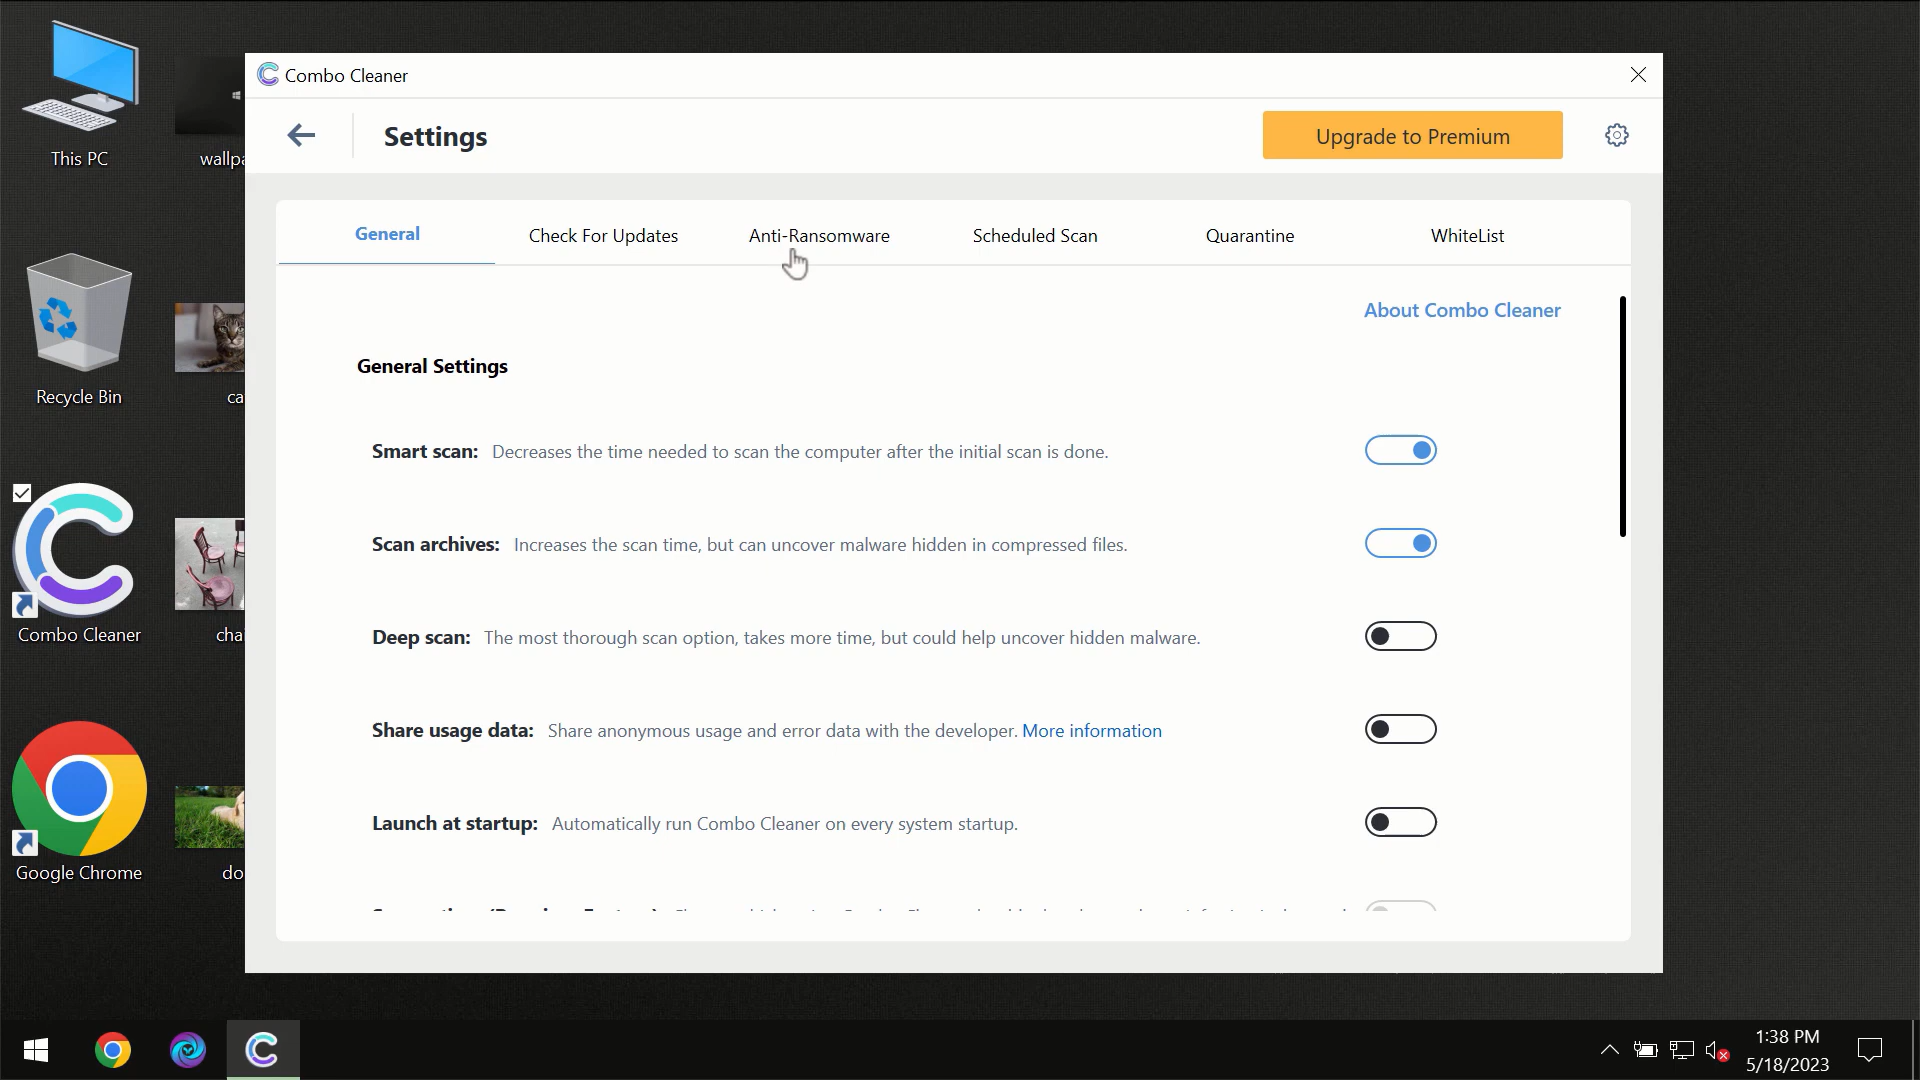 Combo Cleaner
Settings
Upgrade to Premium
General
Check For Updates
Anti-Ransomware
Scheduled Scan
Quarantine
WhiteList
About Combo Cleaner
General Settings
Smart scan: Decreases the time needed to scan the computer after the initial scan is done.
Scan archives: Increases the scan time, but can uncover malware hidden in compressed files.
Deep scan: The most thorough scan option, takes more time, but could help uncover hidden malware.
Share usage data: Share anonymous usage and error data with the developer. More information
Launch at startup: Automatically run Combo Cleaner on every system startup.
This PC
wallpa
Recycle Bin
ca
Combo Cleaner
cha
Google Chrome
do
1:38 PM
5/18/2023